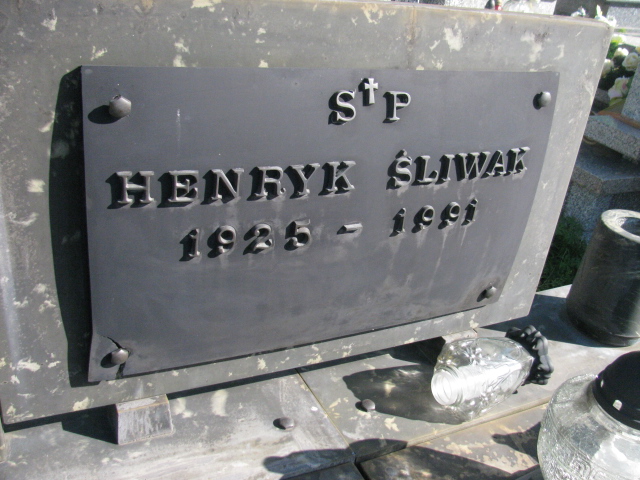 S✝P
HENRYK ŚLIWAK
1925 - 1991